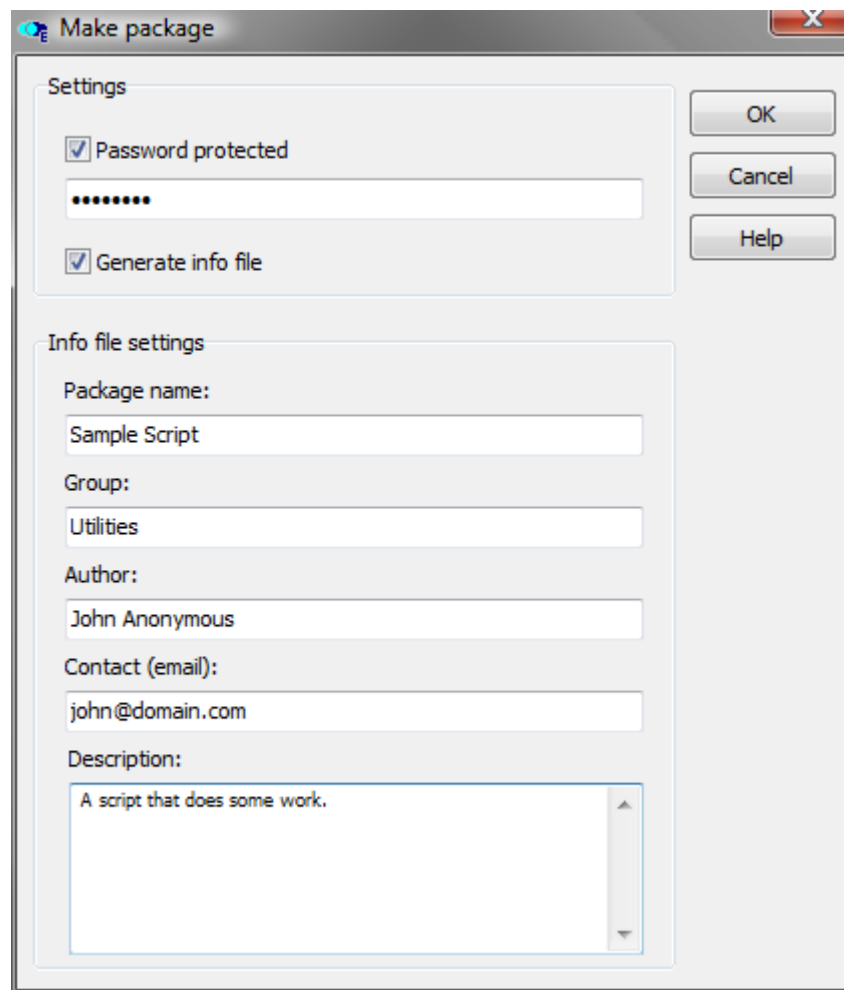 Make package
Settings
OK
Password protected
Cancel
••••••••
Help
Generate info file
Info file settings
Package name:
Sample Script
Group:
Utilities
Author:
John Anonymous
Contact (email):
john@domain.com
Description:
A script that does some work.